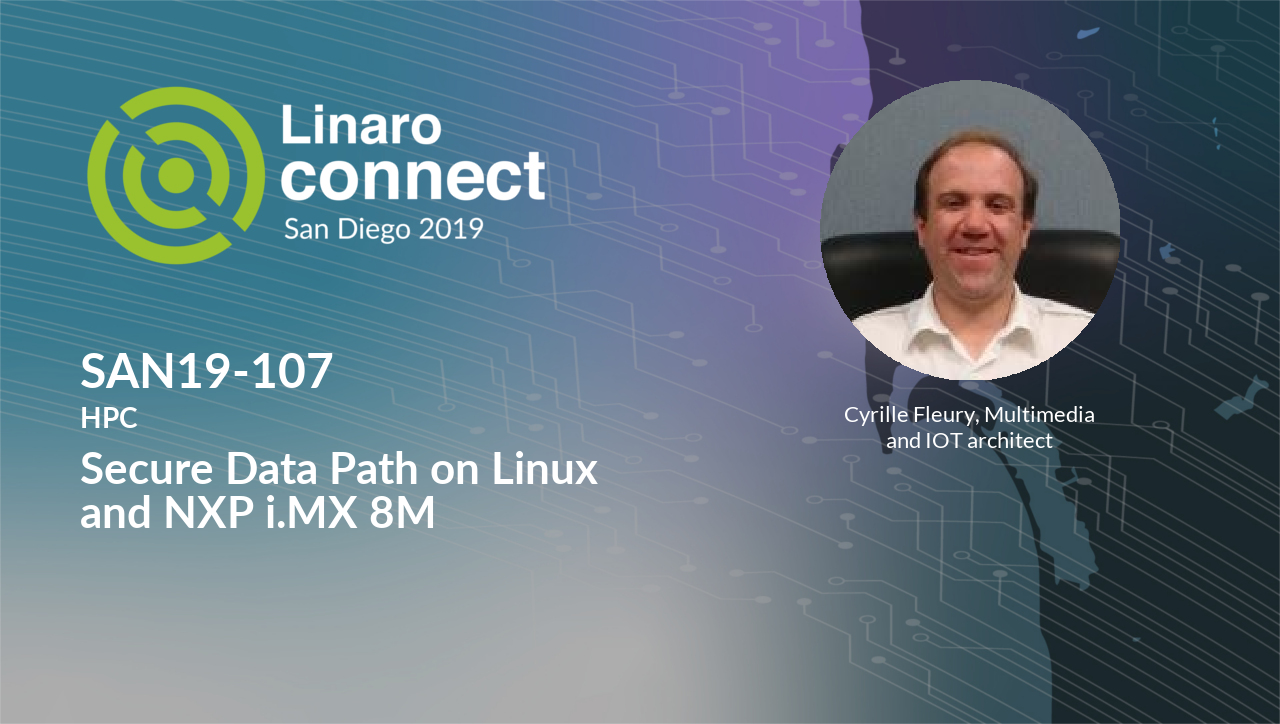 Linaro
connect
San Diego 2019
SAN19-107
HPC
Secure Data Path on Linux
and NXP i.MX 8M
Cyrille Fleury, Multimedia
and IOT architect